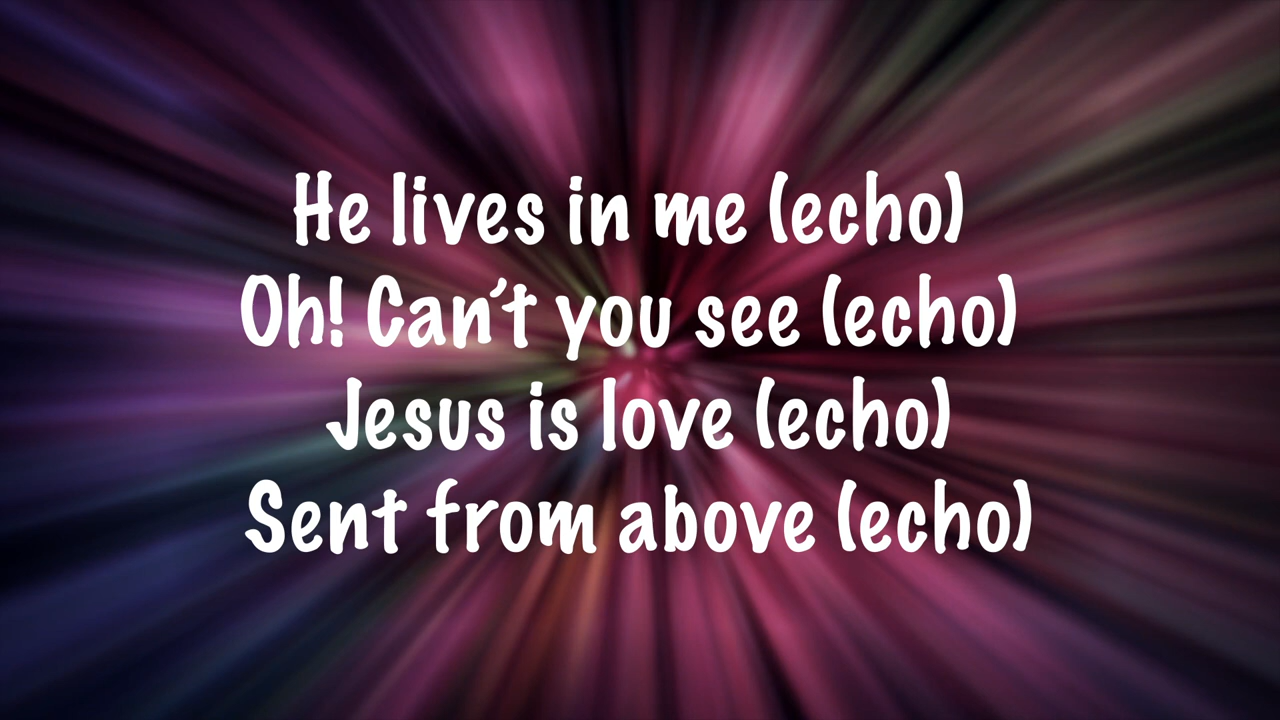 He lives in me (echo)
Oh! Can't you see (echo)
Jesus is love (echo)
Sent from above (echo)